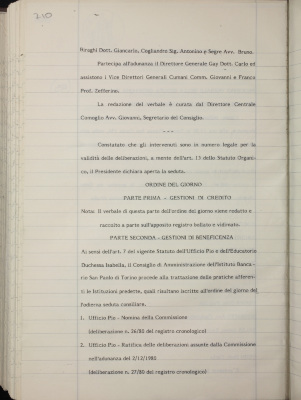 210
Biraghi Dott. Giancarlo, Cogliandro Sig. Antonino e Segre Avv. Bruno.
Partecipa all'adunanza il Direttore Generale Gay Dott. Carlo ed
assistono i Vice Direttori Generali Cumani Comm. Giovanni e Franco
Prof. Zefferino.
La redazione del verbale è curata dal Direttore Centrale
Consiglio Avv. Giovanni, Segretario del Consiglio.
---
Constatato che gli intervenuti sono in numero legale per la
validità delle deliberazioni, a mente dell'art. 13 dello Statuto Organi-
co, il Presidente dichiara aperta la seduta.
ORDINE DEL GIORNO
PARTE PRIMA - GESTIONI DI CREDITO
Nota: Il verbale di questa parte dell'ordine del giorno viene redatto e
raccolto a parte sull'apposito registro bollato e vidimato.
PARTE SECONDA - GESTIONI DI BENEFICENZA
Ai sensi dell'art. 7 del vigente Statuto dell'Ufficio Pio e dell'Educatorio
Duchessa Isabella, il Consiglio di Amministrazione dell'Istituto Banca-
rio San Paolo di Torino procede alla trattazione delle pratiche afferen-
ti le Istituzioni predette, quali risultano iscritte all'ordine del giorno del-
l'odierna seduta consiliare.
1. Ufficio Pio - Nomina della Commissione
(deliberazione n. 26/80 del registro cronologico)
2. Ufficio Pio - Ratifica delle deliberazioni assunte dalla Commissione
nell'adunanza del 2/12/1980.
(deliberazione n. 27/80 del registro cronologico)